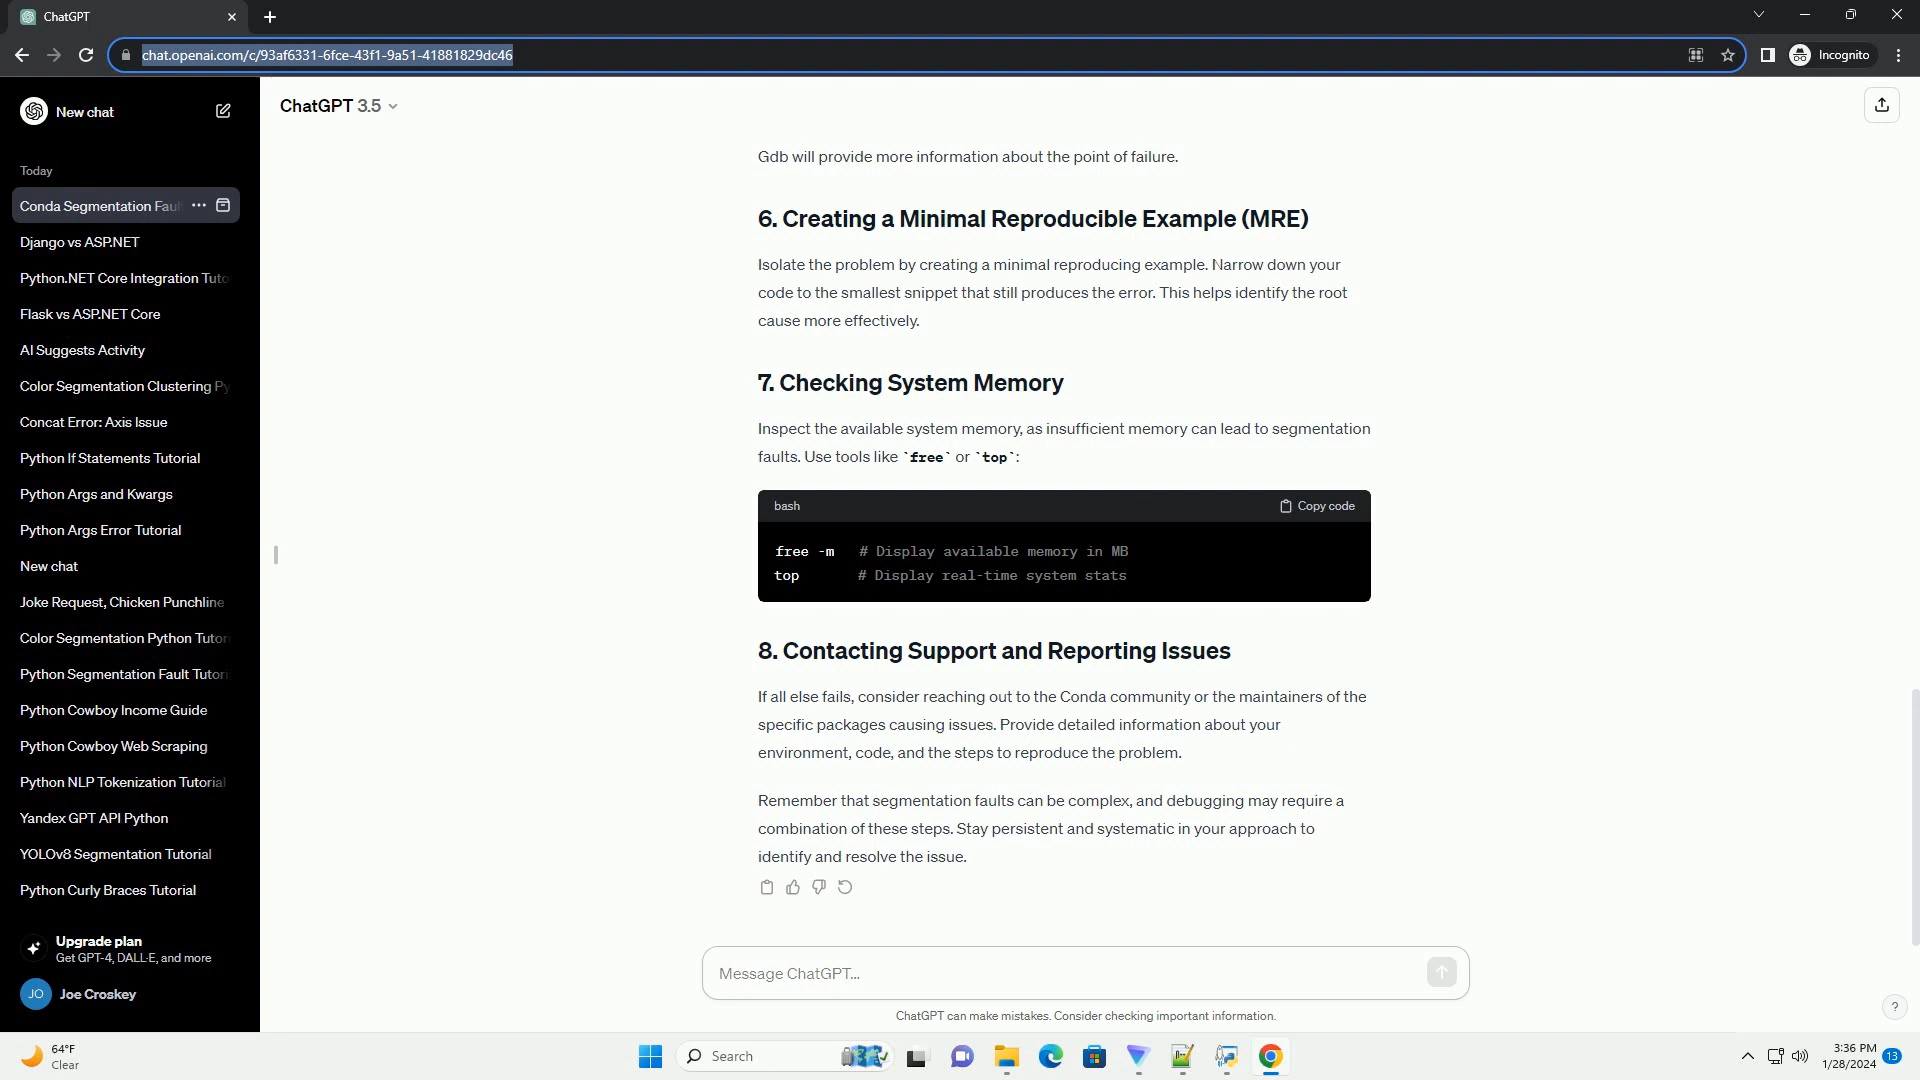 ChatGPT
chat.openai.com/c/93af6331-6fce-43f1-9a51-41881829dc46
Incognito
New chat
Today
Conda Segmentation Faul
Django vs ASP.NET
Python.NET Core Integration Tuto
Flask vs ASP.NET Core
AI Suggests Activity
Color Segmentation Clustering Py
Concat Error: Axis Issue
Python If Statements Tutorial
Python Args and Kwargs
Python Args Error Tutorial
New chat
Joke Request, Chicken Punchline
Color Segmentation Python Tutori
Python Segmentation Fault Tutori
Python Cowboy Income Guide
Python Cowboy Web Scraping
Python NLP Tokenization Tutorial
Yandex GPT API Python
YOLOv8 Segmentation Tutorial
Python Curly Braces Tutorial
Upgrade plan
Get GPT-4, DALL·E, and more
JO Joe Croskey
ChatGPT 3.5
Gdb will provide more information about the point of failure.
6. Creating a Minimal Reproducible Example (MRE)
Isolate the problem by creating a minimal reproducing example. Narrow down your
code to the smallest snippet that still produces the error. This helps identify the root
cause more effectively.
7. Checking System Memory
Inspect the available system memory, as insufficient memory can lead to segmentation
faults. Use tools like `free` or `top`:
bash Copy code
free -m # Display available memory in MB
top # Display real-time system stats
8. Contacting Support and Reporting Issues
If all else fails, consider reaching out to the Conda community or the maintainers of the
specific packages causing issues. Provide detailed information about your
environment, code, and the steps to reproduce the problem.
Remember that segmentation faults can be complex, and debugging may require a
combination of these steps. Stay persistent and systematic in your approach to
identify and resolve the issue.
Message ChatGPT...
ChatGPT can make mistakes. Consider checking important information.
?
64°F
Clear
Search
3:36 PM
1/28/2024
13